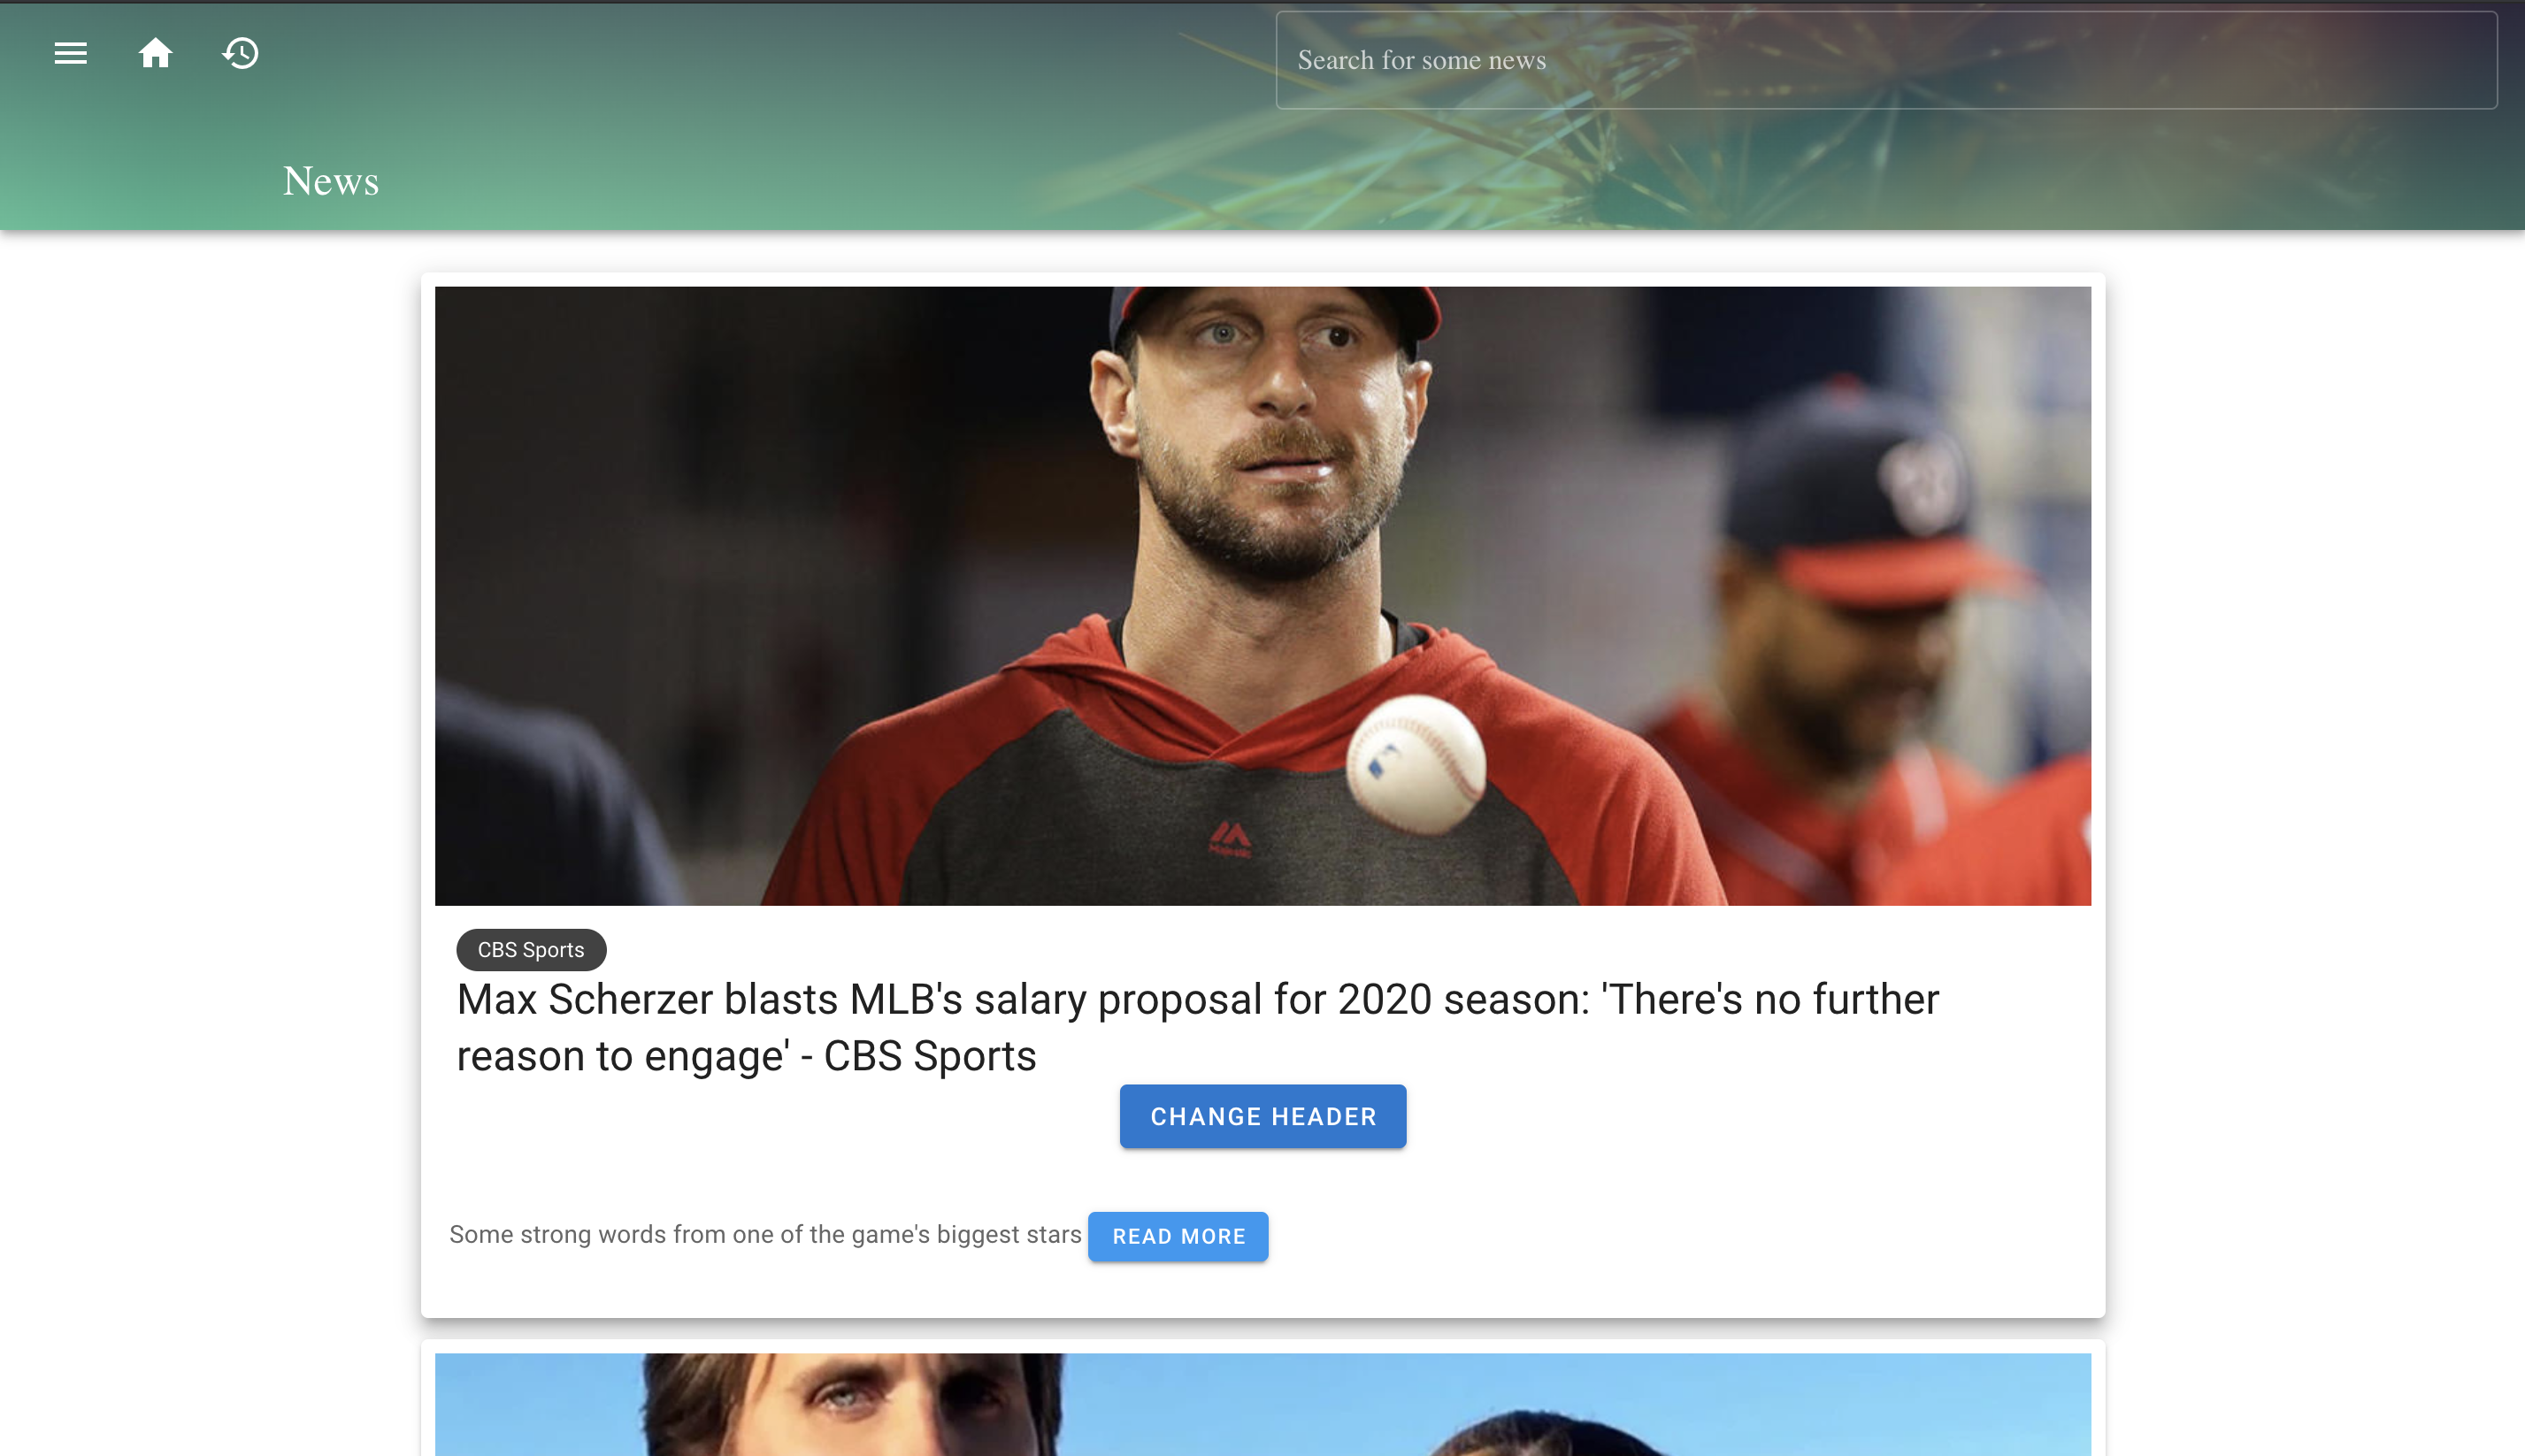 Search for some news
News
Majestic
CBS Sports
Max Scherzer blasts MLB's salary proposal for 2020 season: 'There's no further
reason to engage' - CBS Sports
CHANGE HEADER
Some strong words from one of the game's biggest stars READ MORE